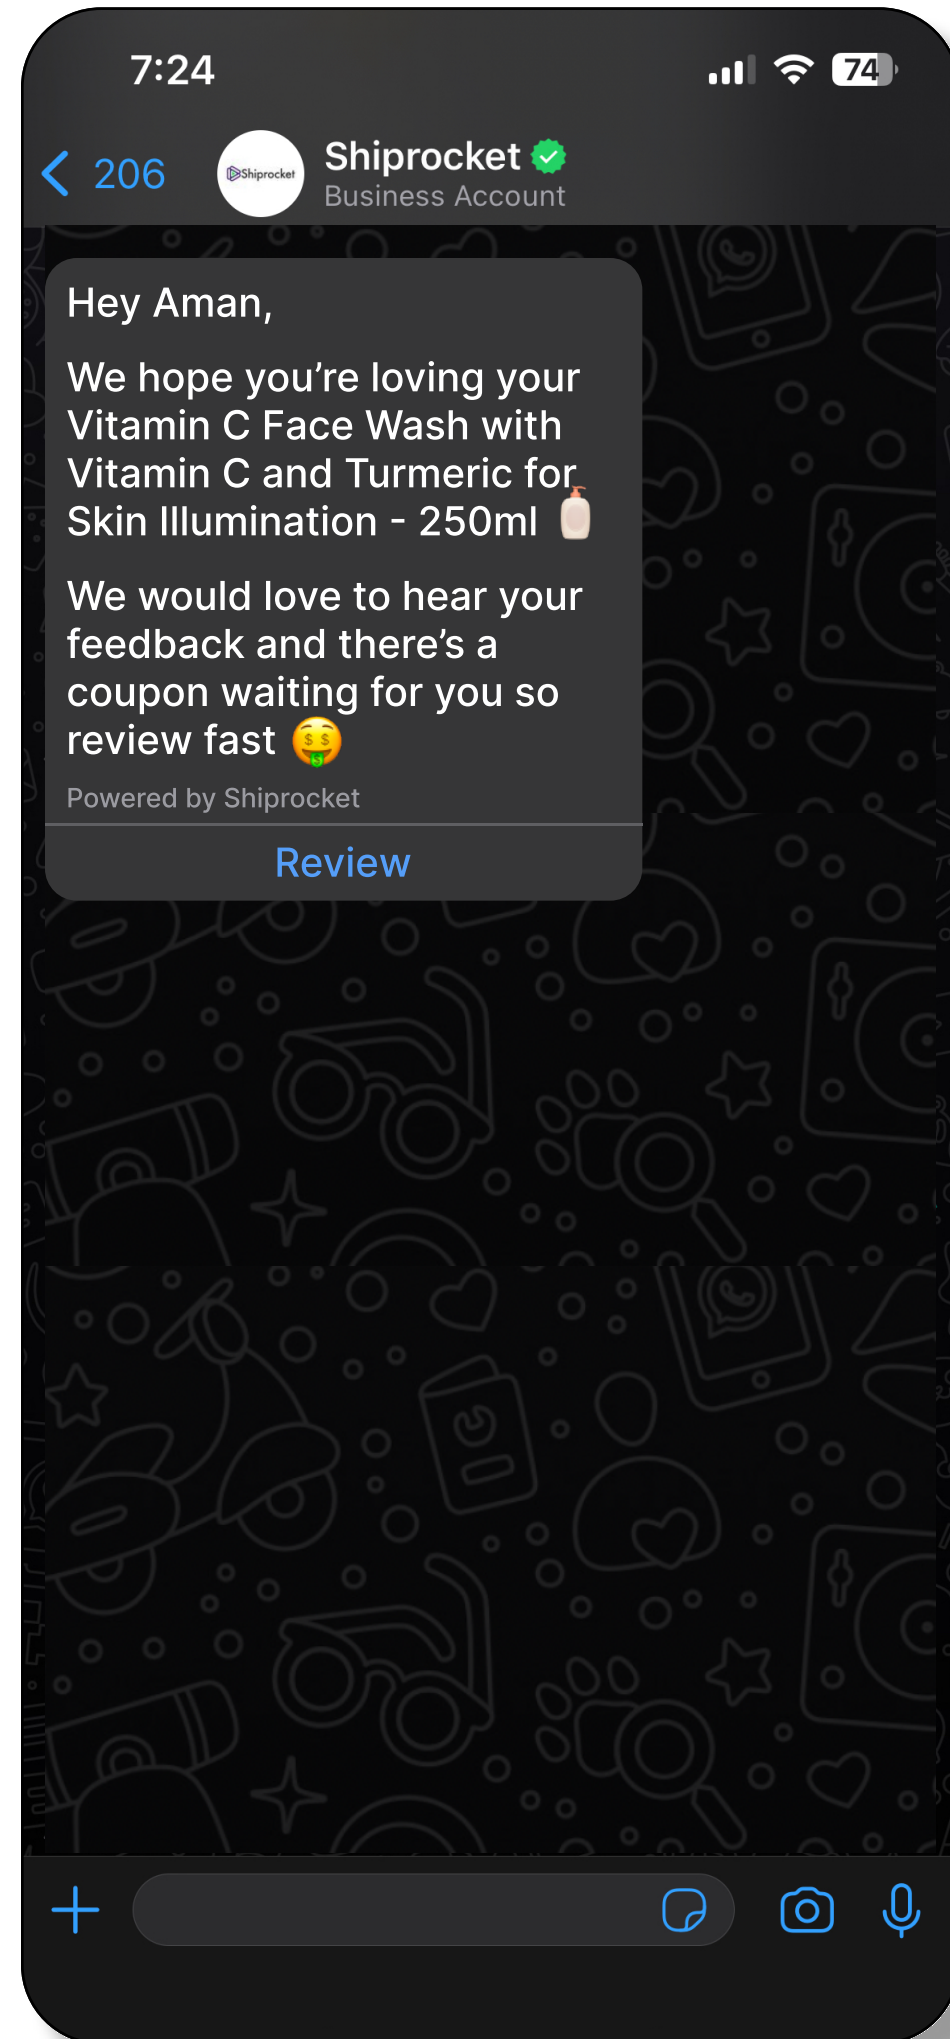 7:24
74
206
Shiprocket
Shiprocket
Business Account
Hey Aman,
We hope you’re loving your
Vitamin C Face Wash with
Vitamin C and Turmeric for
Skin Illumination - 250ml 🧴
We would love to hear your
feedback and there’s a
coupon waiting for you so
review fast 🤑
Powered by Shiprocket
Review